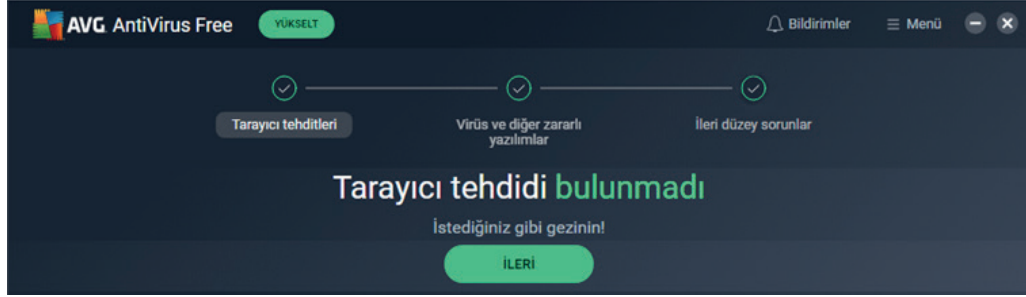 AVG AntiVirus Free YÜKSELT Bildirimler Menü
Tarayıcı tehditleri
Virüs ve diğer zararlı
yazılımlar
İleri düzey sorunlar
Tarayıcı tehdidi bulunmadı
İstediğiniz gibi gezinin!
İLERİ